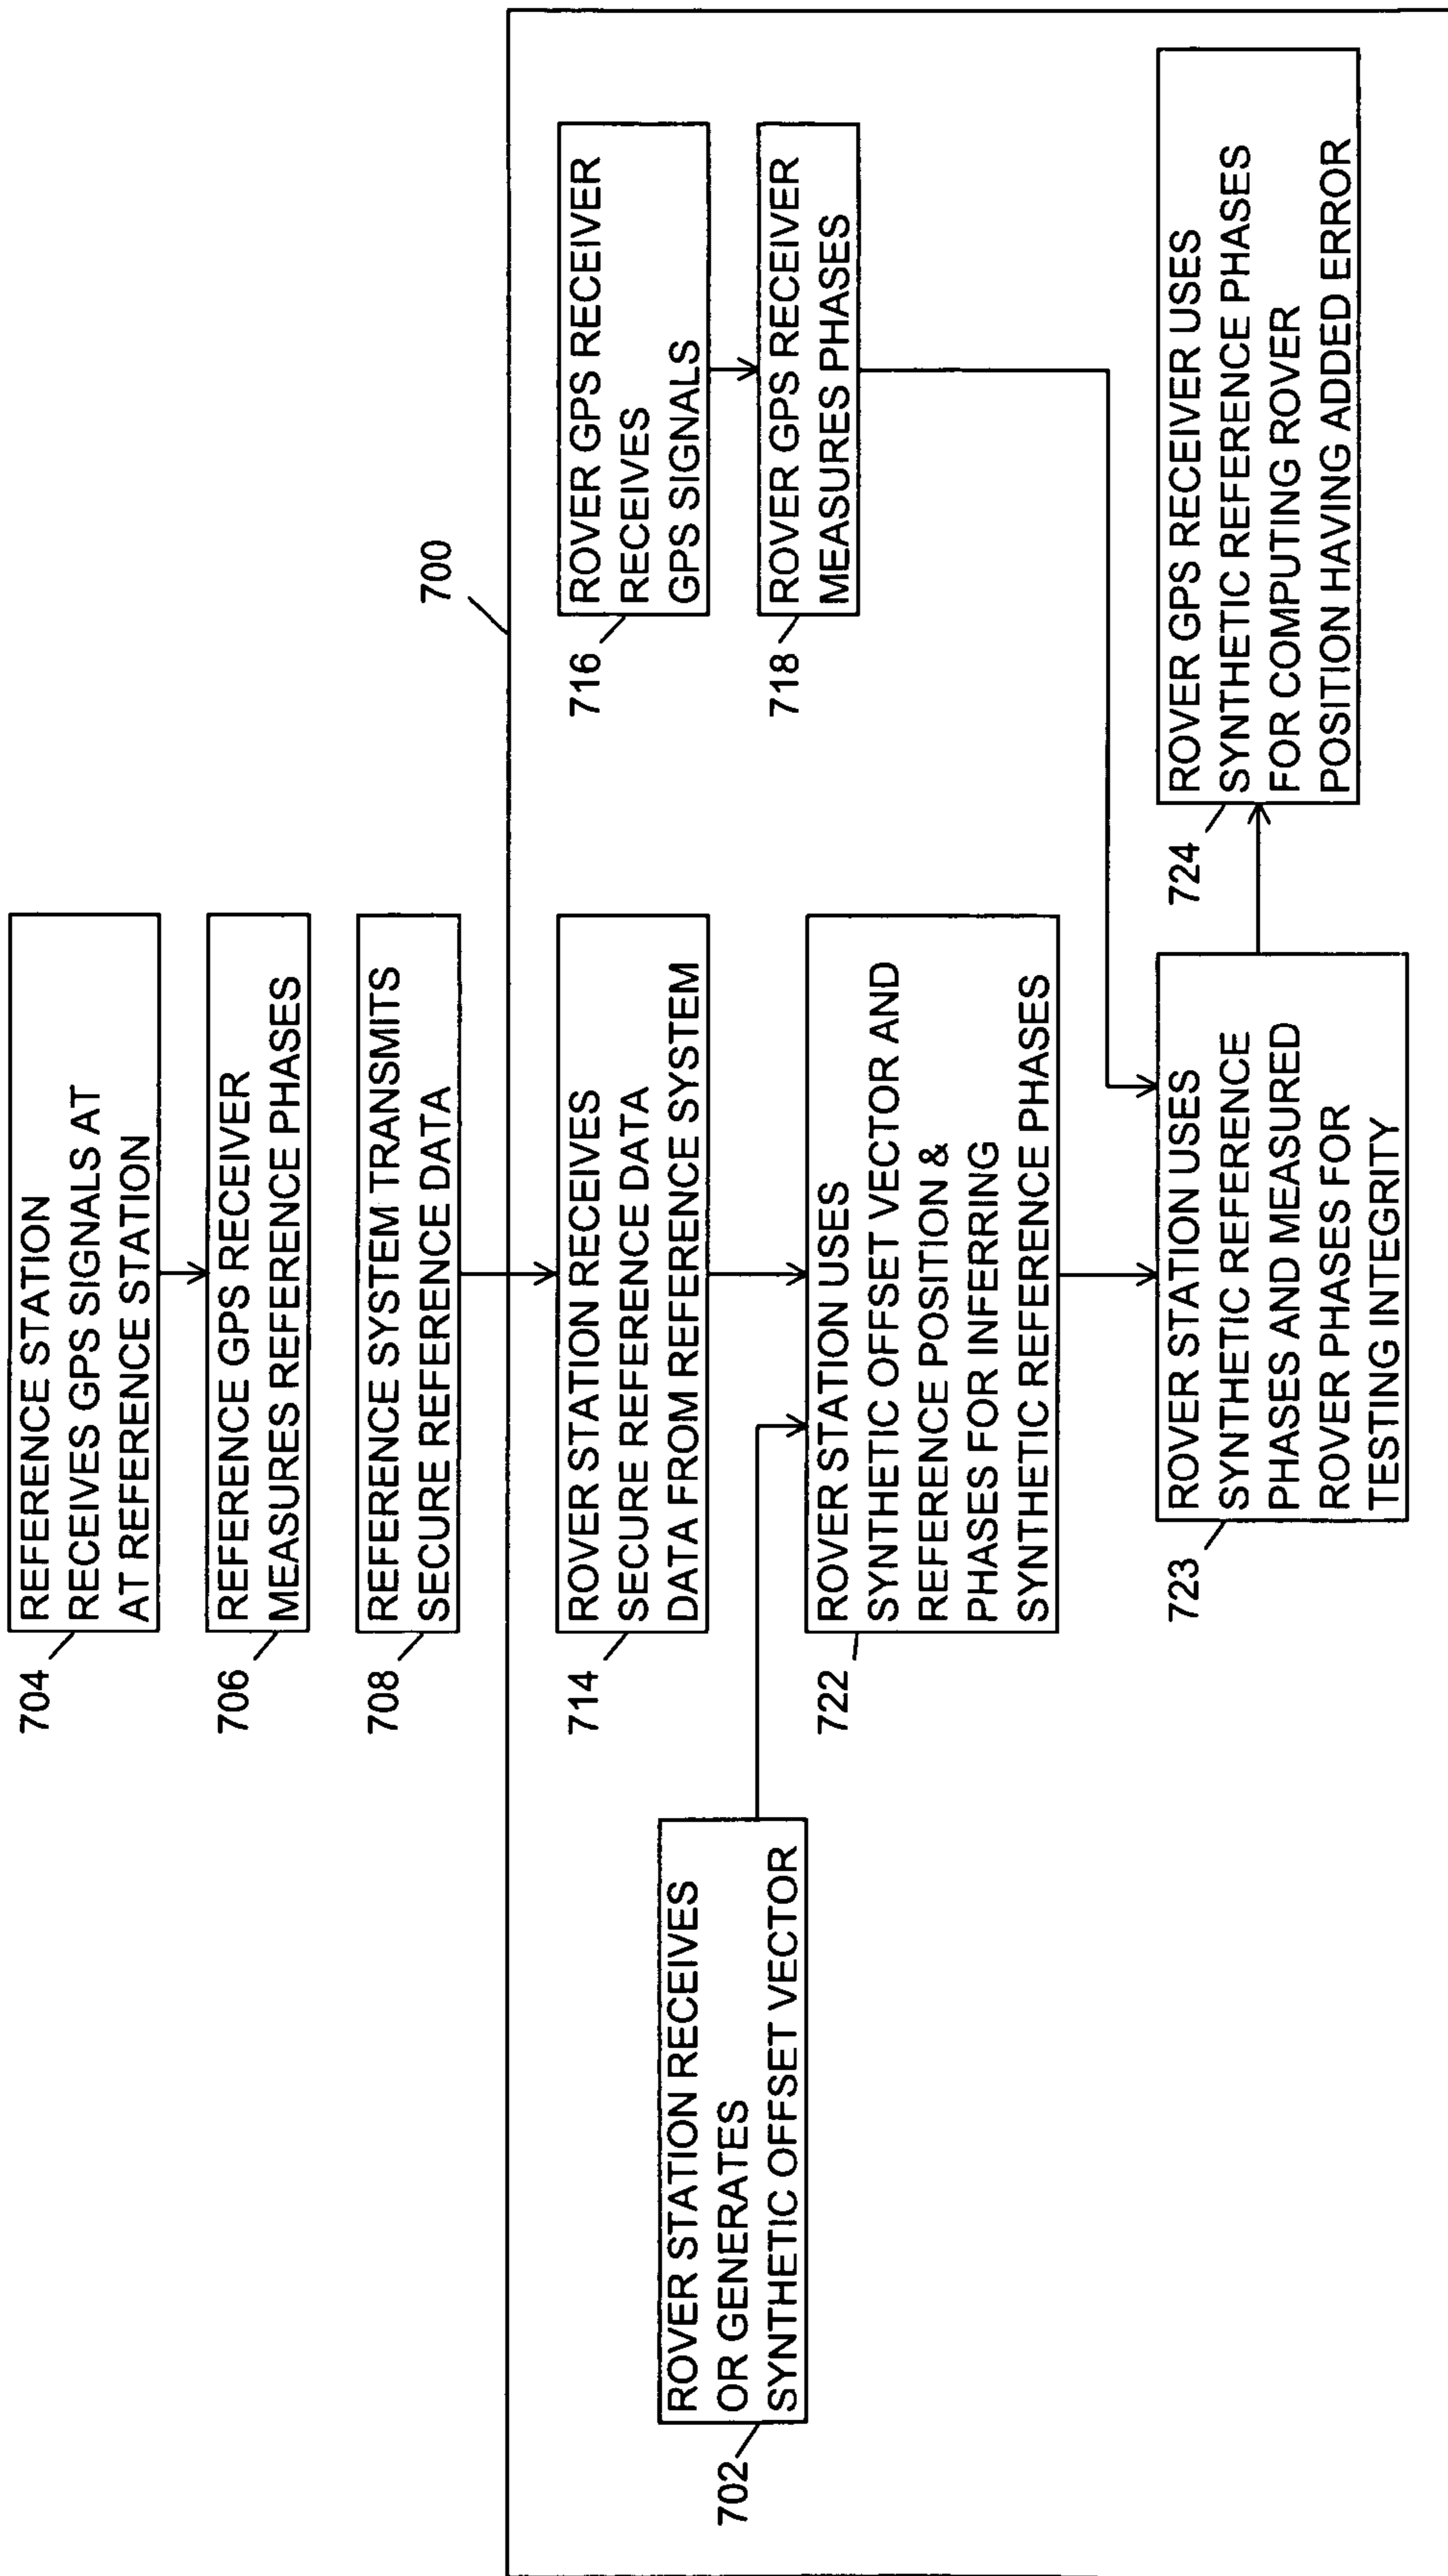 704
REFERENCE STATION
RECEIVES GPS SIGNALS AT
AT REFERENCE STATION
706
REFERENCE GPS RECEIVER
MEASURES REFERENCE PHASES
708
REFERENCE SYSTEM TRANSMITS
SECURE REFERENCE DATA
700
714
ROVER STATION RECEIVES
SECURE REFERENCE DATA
DATA FROM REFERENCE SYSTEM
716
ROVER GPS RECEIVER
RECEIVES
GPS SIGNALS
702
ROVER STATION RECEIVES
OR GENERATES
SYNTHETIC OFFSET VECTOR
718
ROVER GPS RECEIVER
MEASURES PHASES
722
ROVER STATION USES
SYNTHETIC OFFSET VECTOR AND
REFERENCE POSITION &
PHASES FOR INFERING
SYNTHETIC REFERENCE PHASES
723
ROVER STATION USES
SYNTHETIC REFERENCE
PHASES AND MEASURED
ROVER PHASES FOR
TESTING INTEGRITY
724
ROVER GPS RECEIVER USES
SYNTHETIC REFERENCE PHASES
FOR COMPUTING ROVER
POSITION HAVING ADDED ERROR